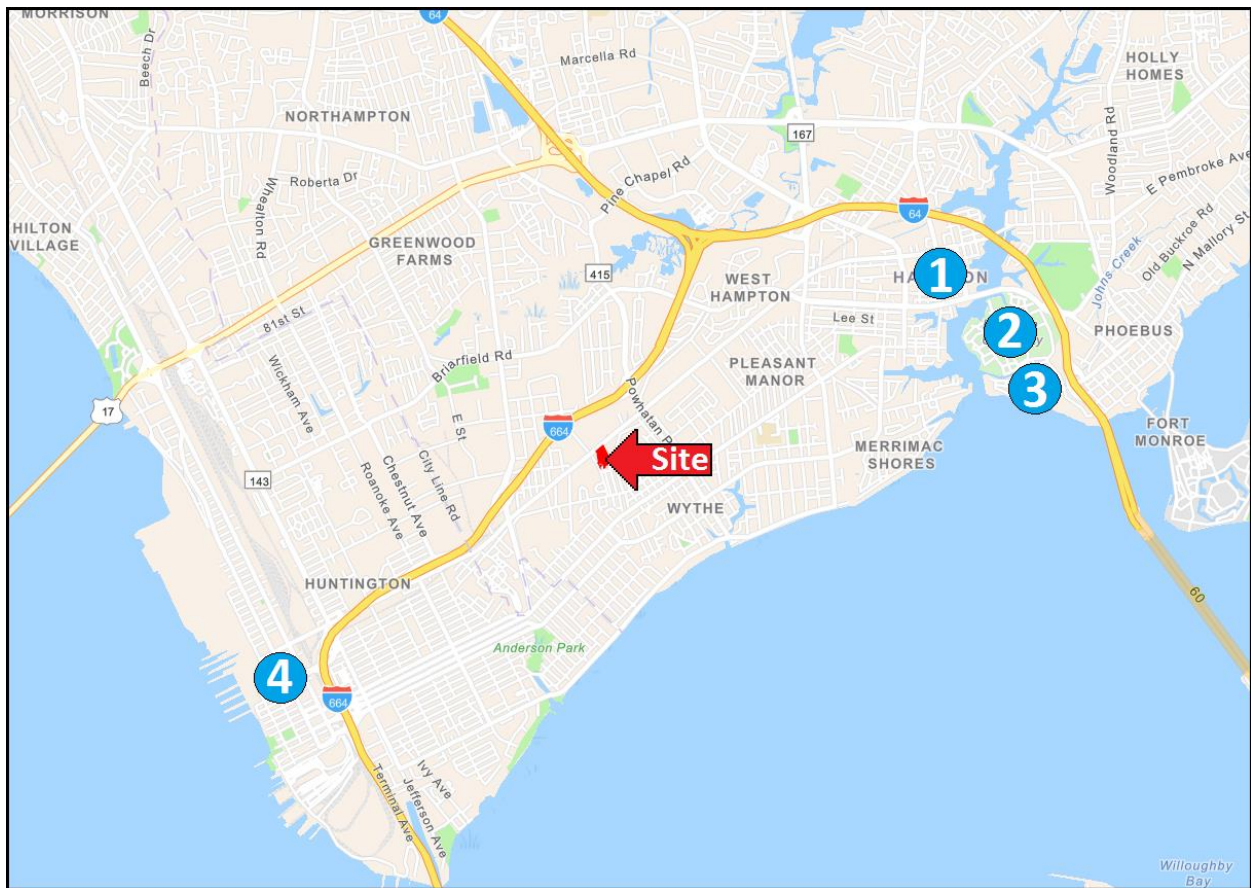 MORRISON
64
Beech Dr
Marcella Rd
HOLLY
HOMES
NORTHAMPTON
167
Woodland Rd
Roberta Dr
Pine Chapel Rd
E Pembroke Ave
Whealton Rd
HILTON
VILLAGE
GREENWOOD
FARMS
64
Old Buckroe Rd
N Mallory St
Johns Creek
415
WEST
HAMPTON
1
81st St
Lee St
2
PHOEBUS
Wickham Ave
Briarfield Rd
PLEASANT
MANOR
3
17
E St
Powhatan
664
FORT
MONROE
Site
MERRIMAC
SHORES
143
City Line Rd
Chestnut Ave
Roanoke Ave
WYTHE
HUNTINGTON
60
Anderson Park
4
664
Ivy Ave
Jefferson Ave
Terminal Ave
Willoughby
Bay